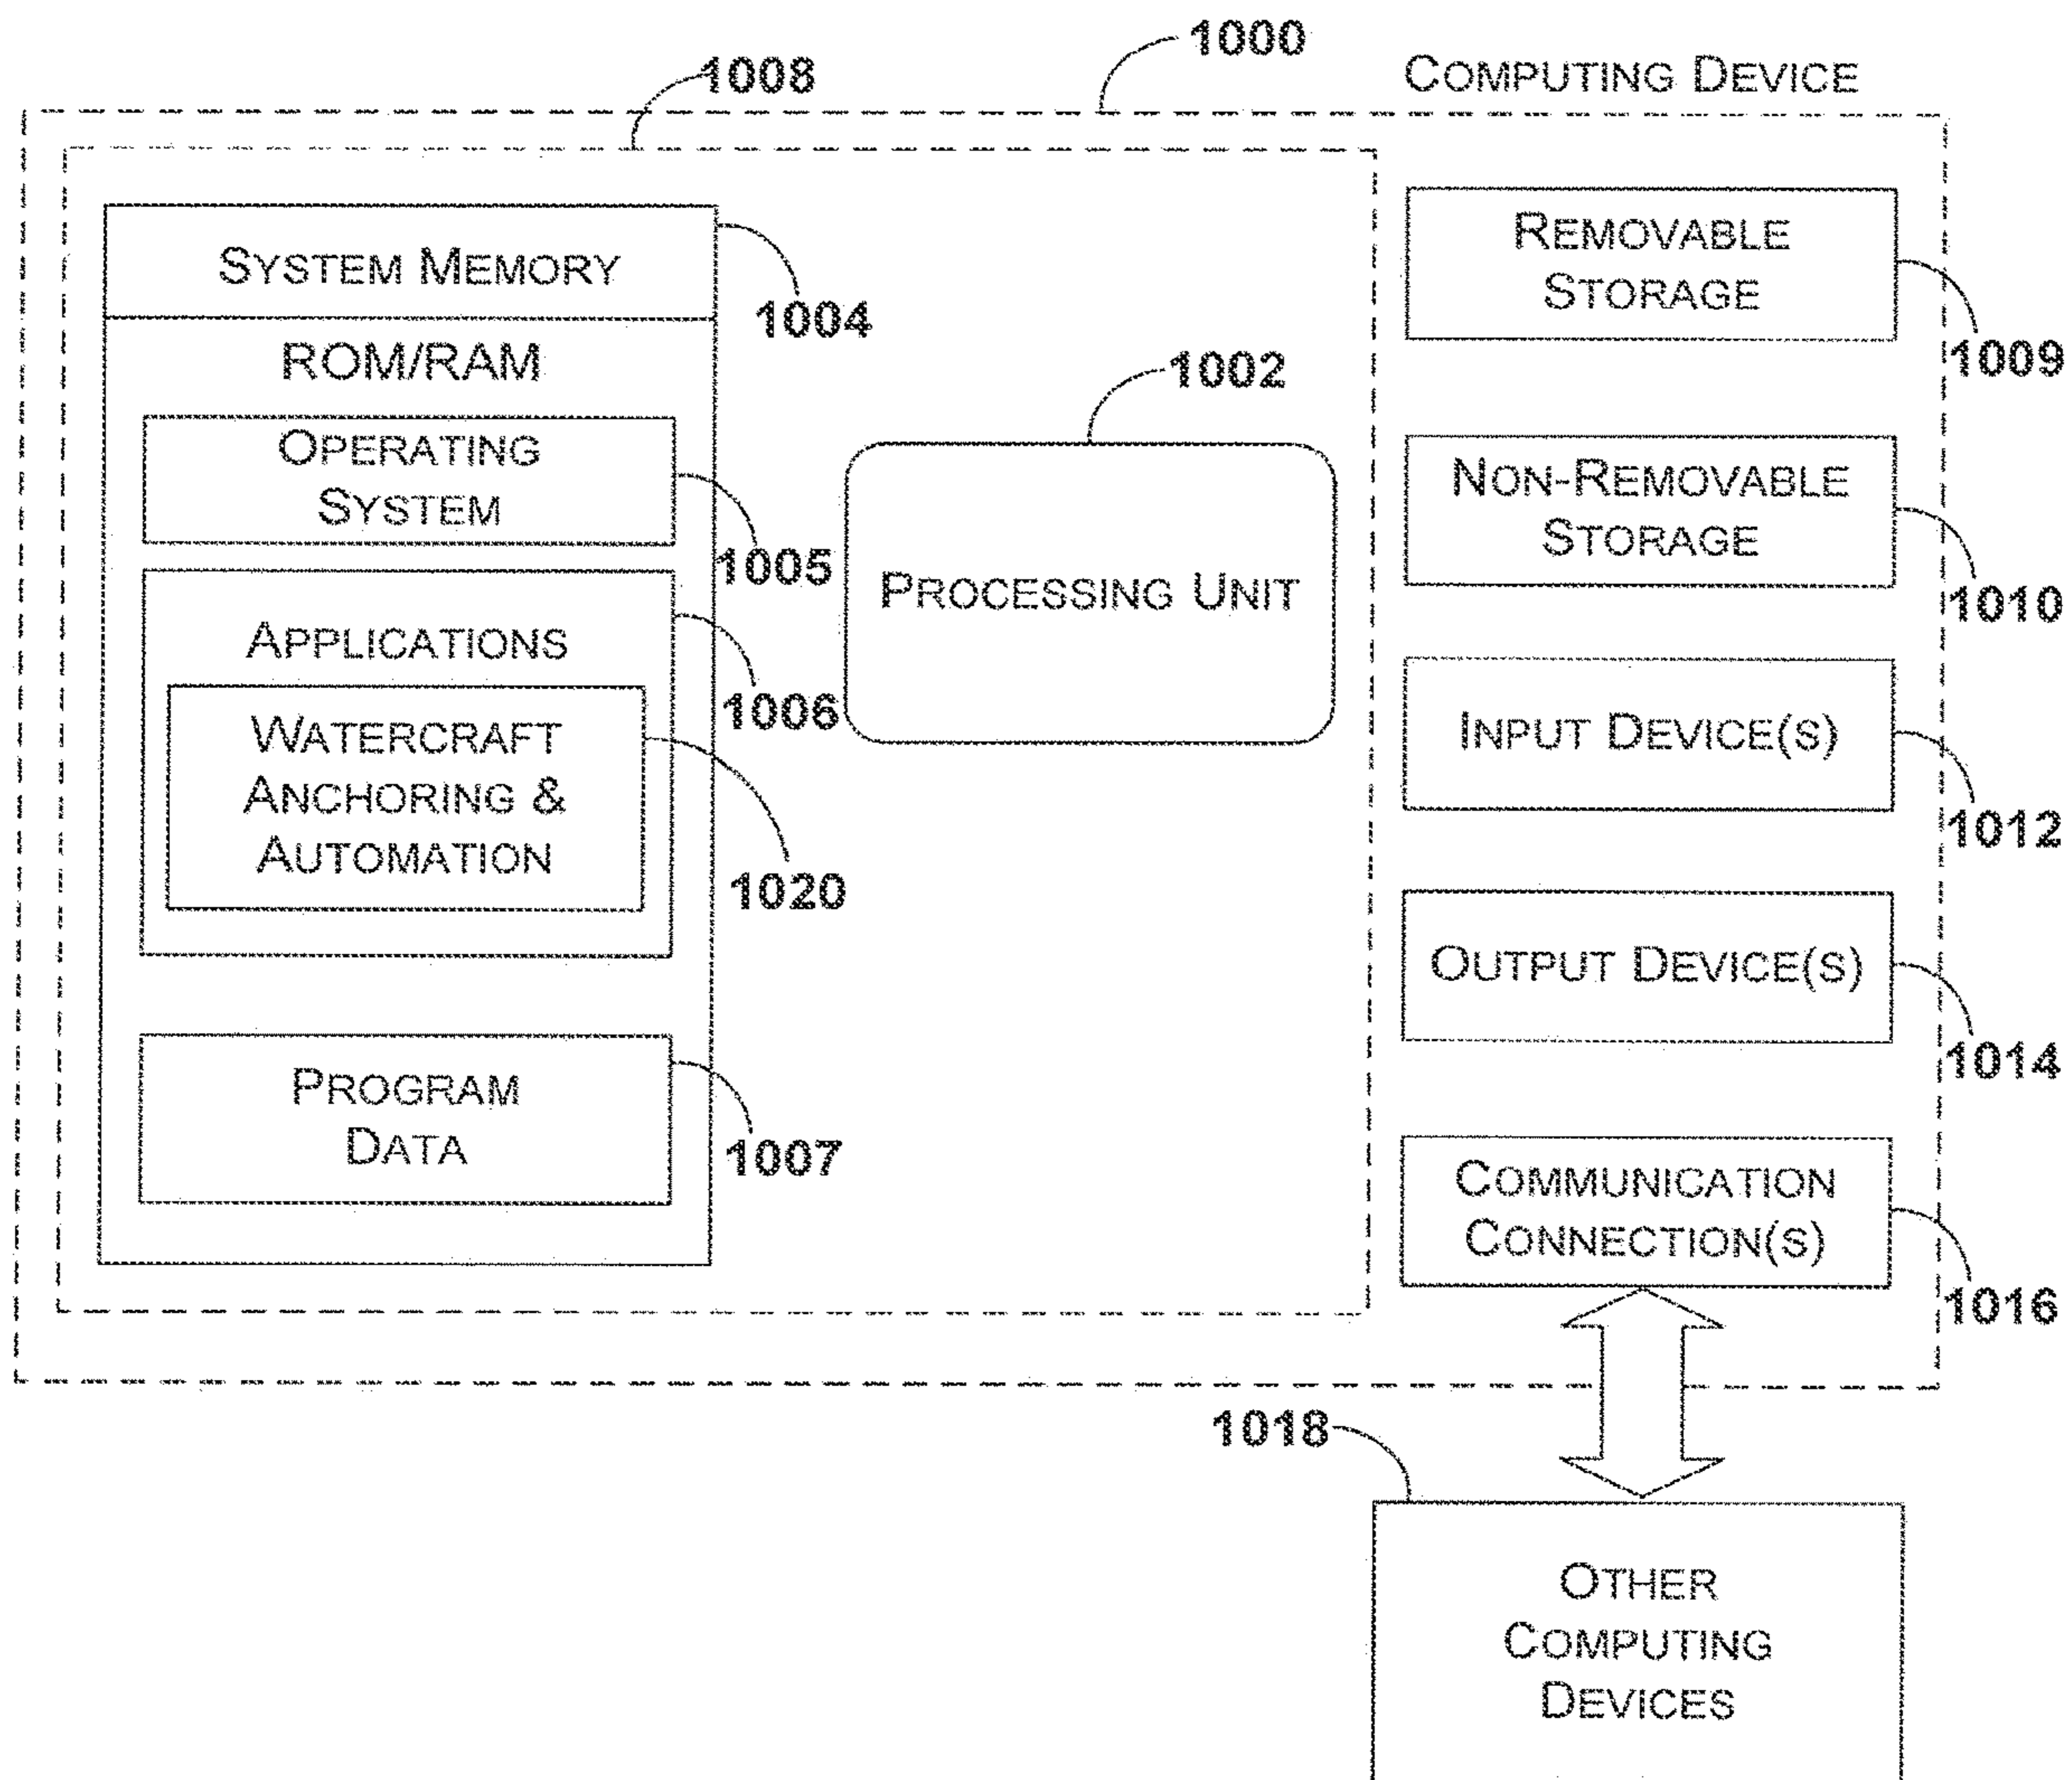 1000
1008
COMPUTING DEVICE
SYSTEM MEMORY
1004
ROM/RAM
OPERATING
SYSTEM
1005
APPLICATIONS
1006
WATERCRAFT
ANCHORING &
AUTOMATION
1020
PROGRAM
DATA
1007
1002
PROCESSING UNIT
REMOVABLE
STORAGE
1009
NON-REMOVABLE
STORAGE
1010
INPUT DEVICE(S)
1012
OUTPUT DEVICE(S)
1014
COMMUNICATION
CONNECTION(S)
1016
1018
OTHER
COMPUTING
DEVICES